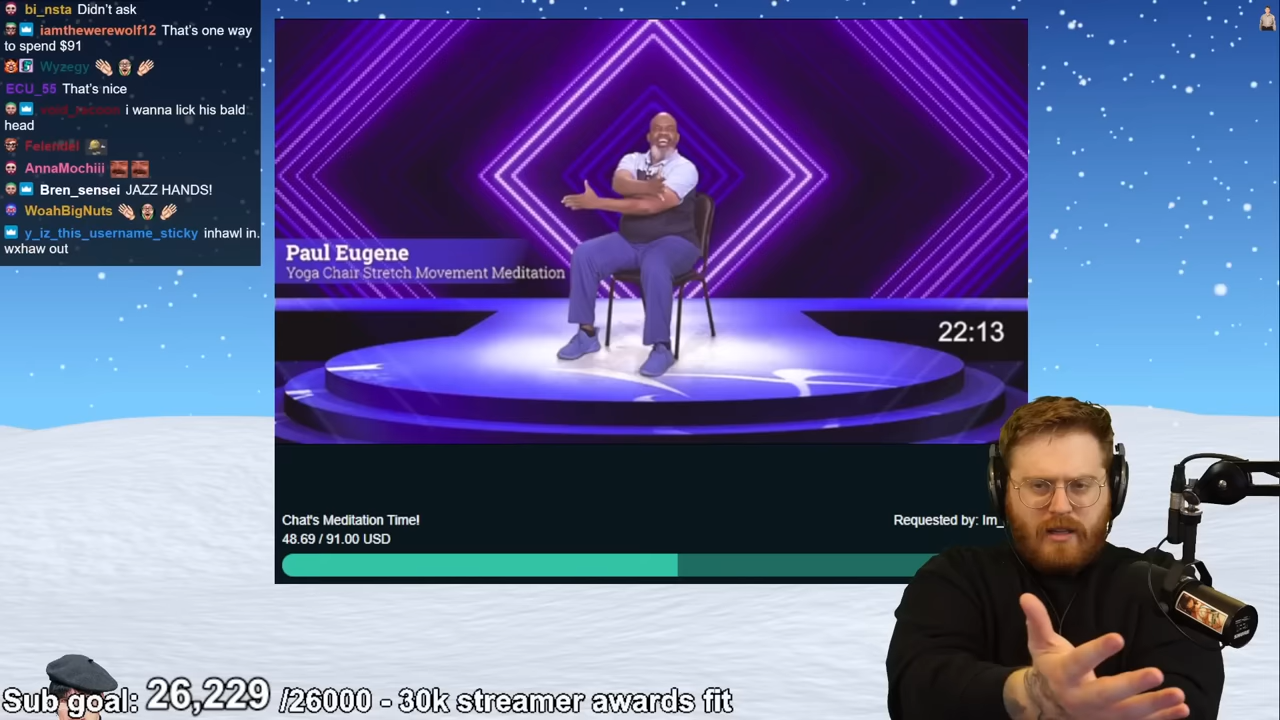 bi_nsta Didn't ask
iamthewerewolf12 That's one way
to spend $91
Wyzegy
ECU_55 That's nice
i wanna lick his bald
head
AnnaMochiii
Bren_sensei JAZZ HANDS!
WoahBigNuts
y_iz_this_username_sticky inhawl in.
wxhaw out
Paul Eugene
Yoga Chair Stretch Movement Meditation
22:13
Chat's Meditation Time!
Requested by: Im_
48.69 / 91.00 USD
Sub goal: 26,229 /26000 - 30k streamer awards fit